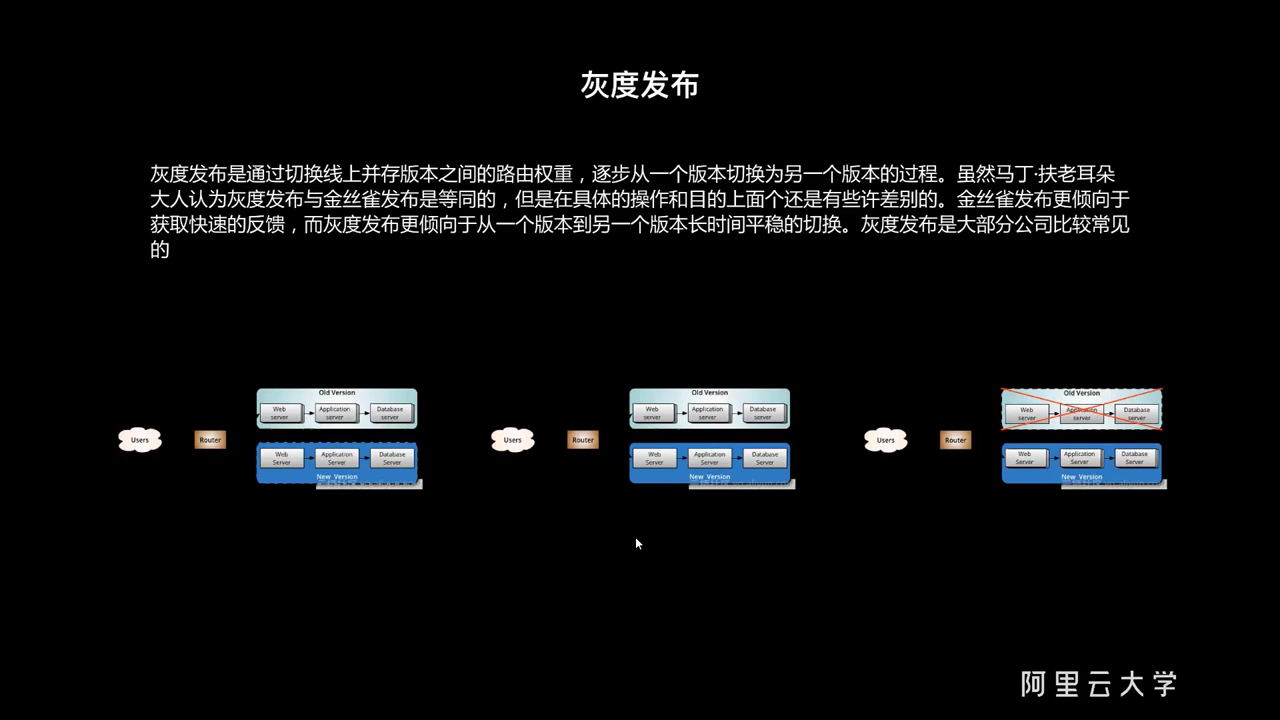 灰度发布
灰度发布是通过切换线上并存版本之间的路由权重，逐步从一个版本切换为另一个版本的过程。虽然马丁·扶老耳朵
大人认为灰度发布与金丝雀发布是等同的，但是在具体的操作和目的上面个还是有些许差别的。金丝雀发布更倾向于
获取快速的反馈，而灰度发布更倾向于从一个版本到另一个版本长时间平稳的切换。灰度发布是大部分公司比较常见
的
Users
Router
Old Version
Web server
Application server
Database server
Web Server
Application Server
Database Server
New Version
Users
Router
Old Version
Web server
Application server
Database server
Web Server
Application Server
Database Server
New Version
Users
Router
Old Version
Web server
Application server
Database server
Web Server
Application Server
Database Server
New Version
阿里云大学